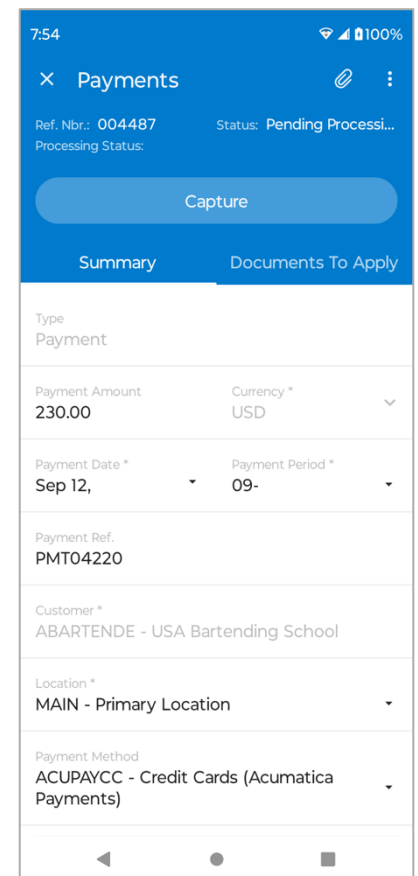 7:54 100%
Payments
Ref. Nbr.: 004487 Status: Pending Processi...
Processing Status:
Capture
Summary Documents To Apply
Type
Payment
Payment Amount Currency *
230.00 USD
Payment Date * Payment Period *
Sep 12, 09-
Payment Ref.
PMT04220
Customer *
ABARTENDE - USA Bartending School
Location *
MAIN - Primary Location
Payment Method
ACUPAYCC - Credit Cards (Acumatica
Payments)